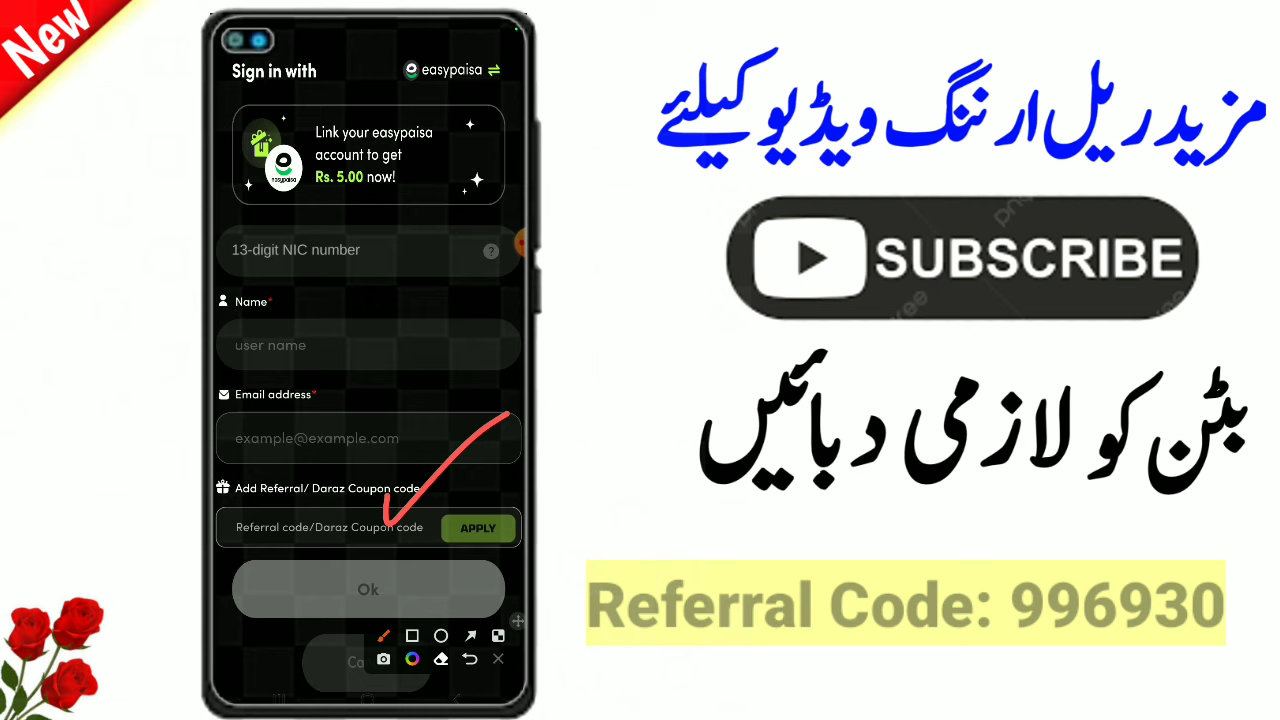 New
Sign in with
easypaisa
Link your easypaisa
account to get
Rs. 5.00 now!
easypaisa
13-digit NIC number
?
Name*
user name
Email address*
example@example.com
Add Referral/ Daraz Coupon code
Referral code/Daraz Coupon code
APPLY
Ok
Ca
مزید ریل ارننگ ویڈیو کیلئے
SUBSCRIBE
بٹن کو لازمی دبائیں
Referral Code: 996930